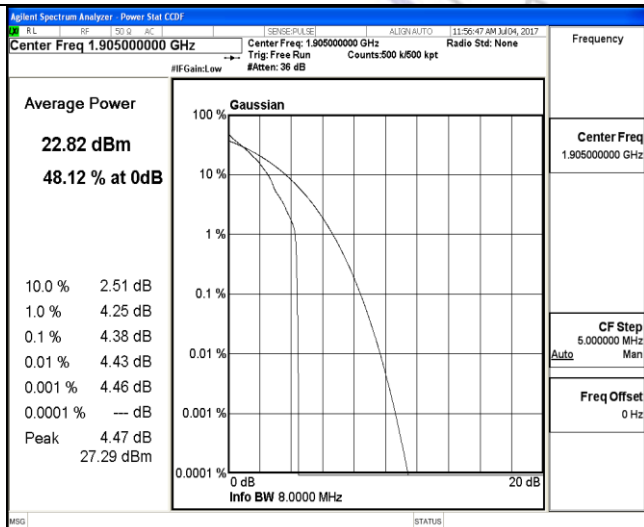 Agilent Spectrum Analyzer - Power Stat CCDF
RL RF 50 Ω AC SENSE:PULSE ALIGN AUTO 11:56:47 AM Jul 04, 2017
Center Freq 1.905000000 GHz
Center Freq: 1.905000000 GHz Radio Std: None
Trig: Free Run Counts:500 k/500 kpt
#IFGain:Low #Atten: 36 dB
Frequency
Average Power
22.82 dBm
48.12 % at 0dB
10.0 % 2.51 dB
1.0 % 4.25 dB
0.1 % 4.38 dB
0.01 % 4.43 dB
0.001 % 4.46 dB
0.0001 % --- dB
Peak 4.47 dB
27.29 dBm
Gaussian
100 %
10 %
1 %
0.1 %
0.01 %
0.001 %
0.0001 %
0 dB 20 dB
Info BW 8.0000 MHz
Center Freq
1.905000000 GHz
CF Step
5.000000 MHz
Auto Man
Freq Offset
0 Hz
MSG STATUS